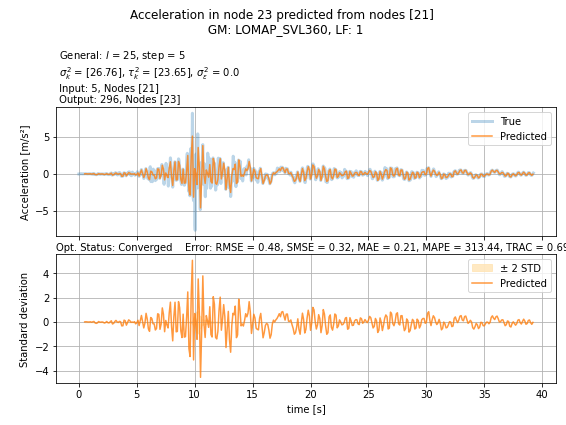 Acceleration in node 23 predicted from nodes [21]
GM: LOMAP_SVL360, LF: 1
General: l = 25, step = 5
σ²ₖ = [26.76], τ²ₖ = [23.65], σ²ε = 0.0
Input: 5, Nodes [21]
Output: 296, Nodes [23]
Acceleration [m/s²]
5
0
−5
True
Predicted
Opt. Status: Converged Error: RMSE = 0.48, SMSE = 0.32, MAE = 0.21, MAPE = 313.44, TRAC = 0.69
Standard deviation
4
2
0
−2
−4
± 2 STD
Predicted
0 5 10 15 20 25 30 35 40
time [s]